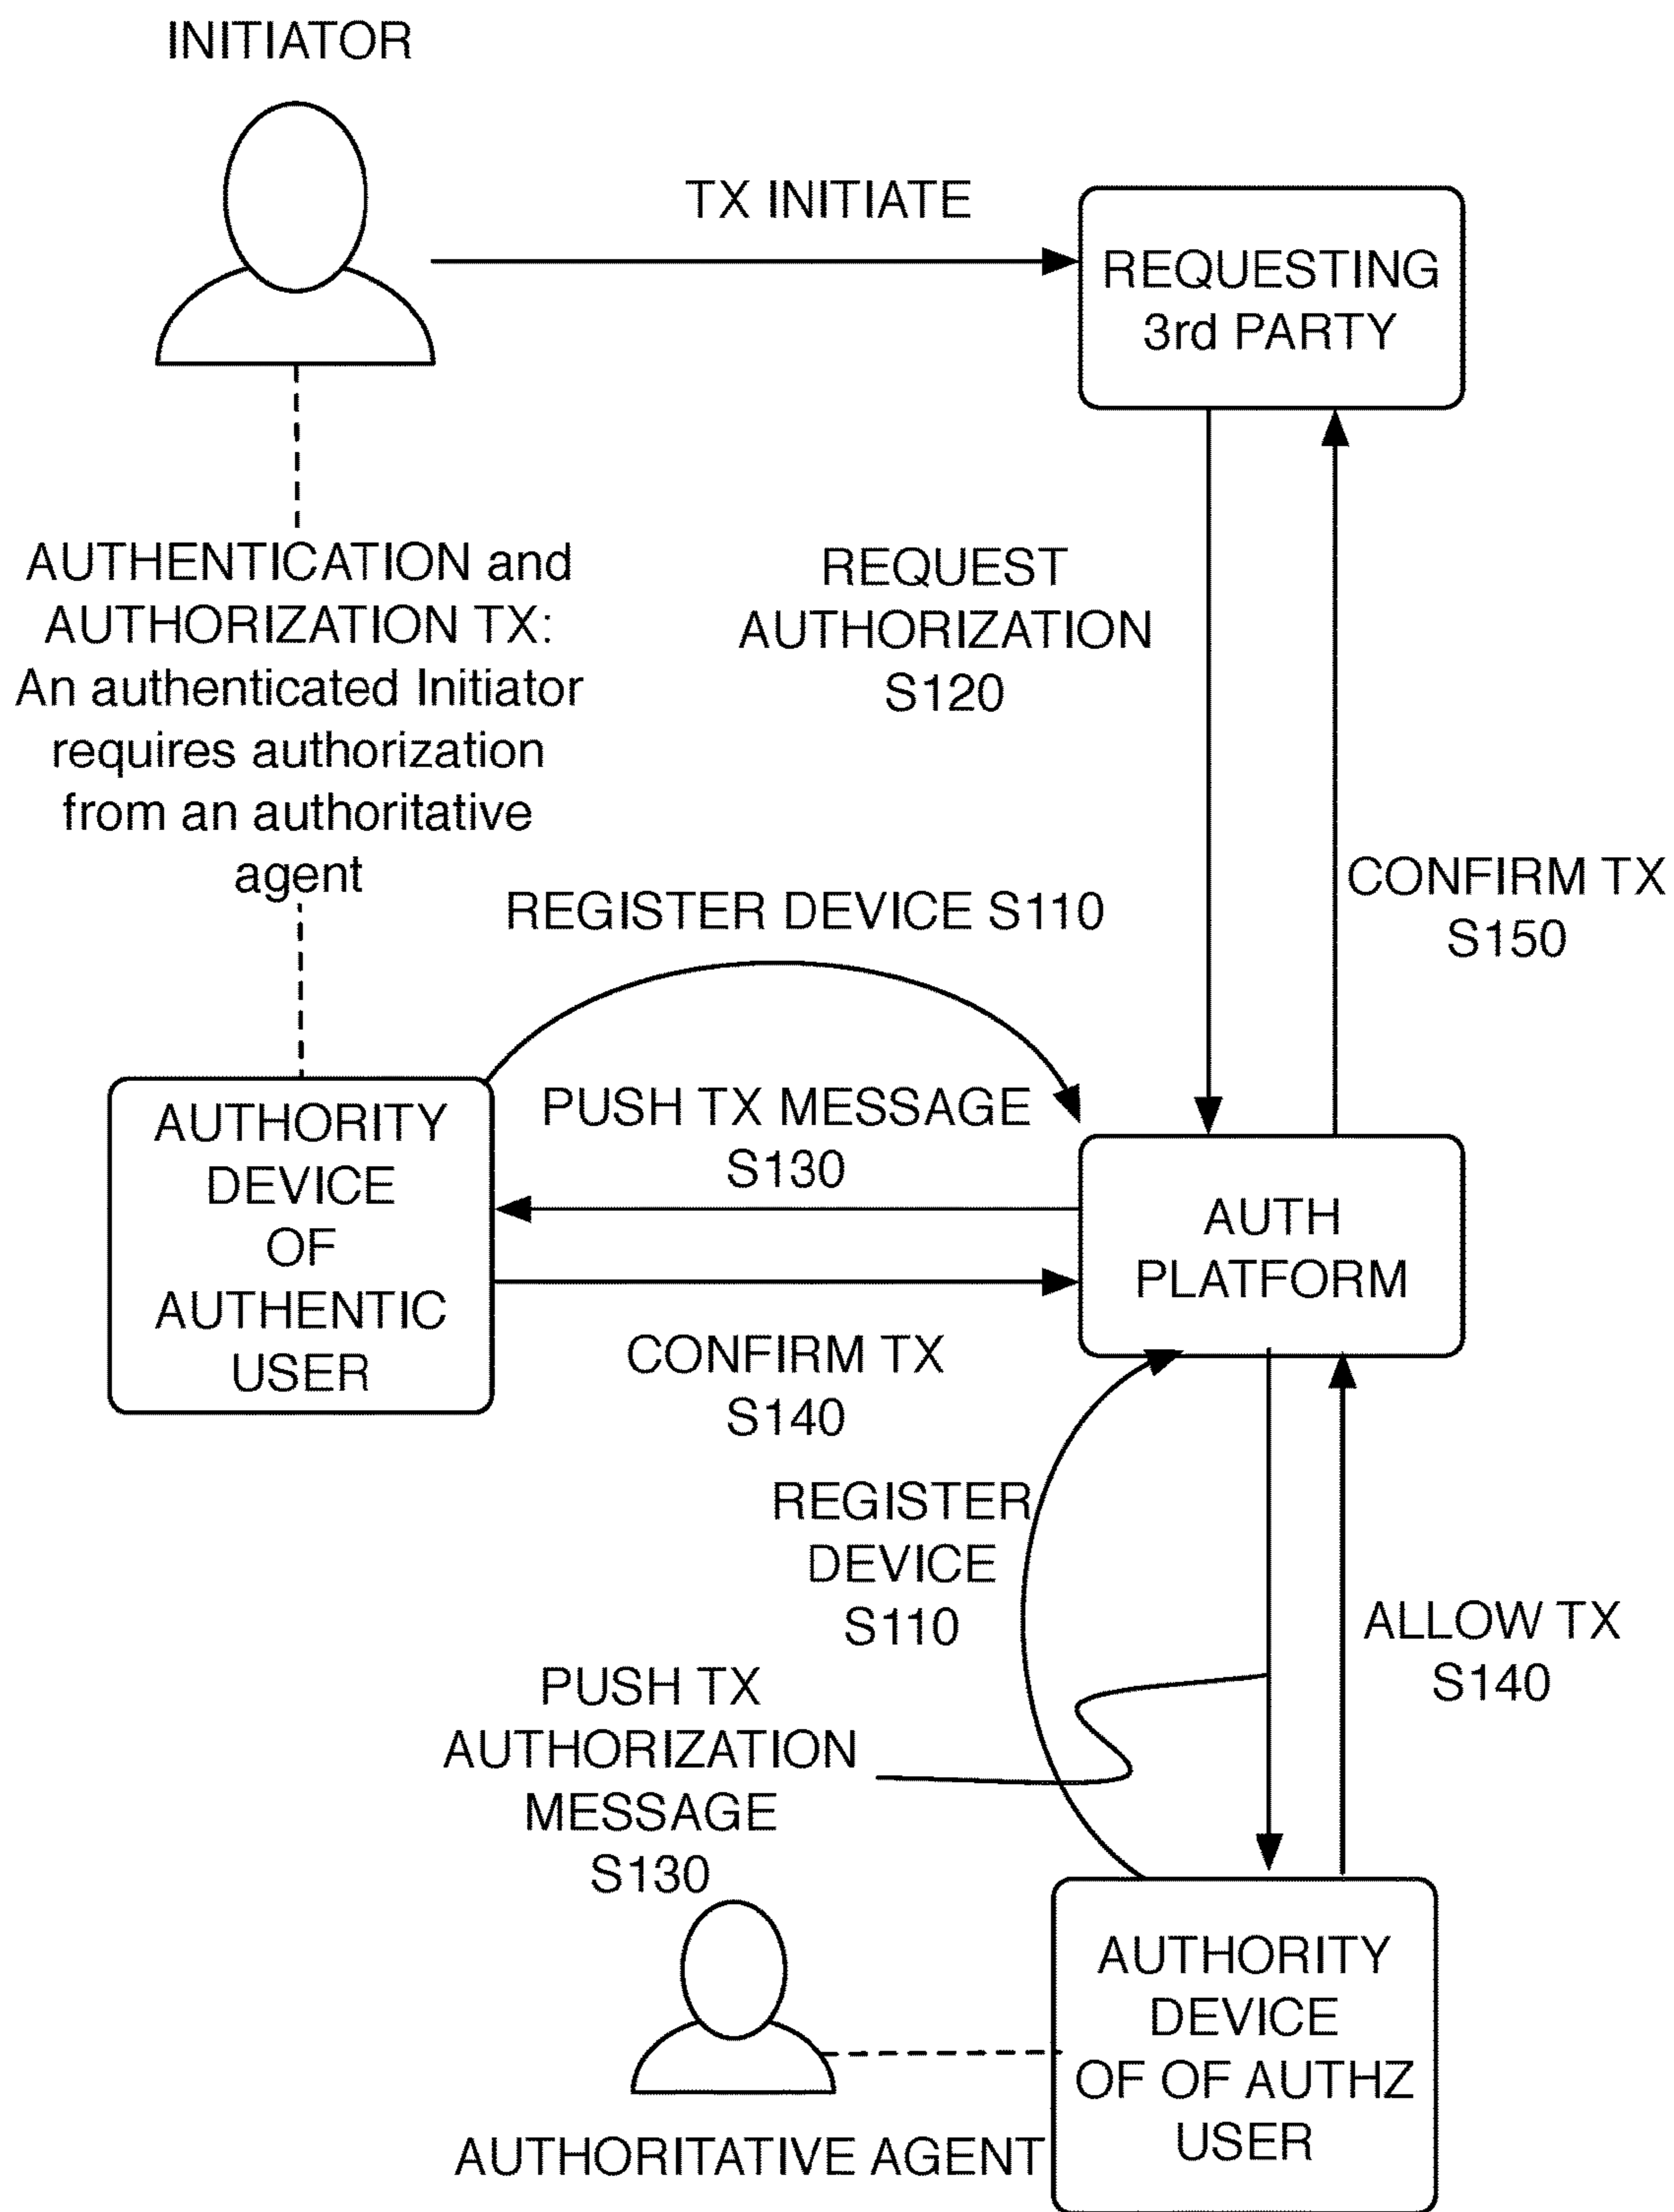 INITIATOR
TX INITIATE
REQUESTING
3rd PARTY
AUTHENTICATION and
AUTHORIZATION TX:
An authenticated Initiator
requires authorization
from an authoritative
agent
REQUEST
AUTHORIZATION
S120
CONFIRM TX
S150
REGISTER DEVICE S110
PUSH TX MESSAGE
S130
AUTHORITY
DEVICE
OF
AUTHENTIC
USER
AUTH
PLATFORM
CONFIRM TX
S140
REGISTER
DEVICE
S110
ALLOW TX
S140
PUSH TX
AUTHORIZATION
MESSAGE
S130
AUTHORITY
DEVICE
OF OF AUTHZ
USER
AUTHORITATIVE AGENT